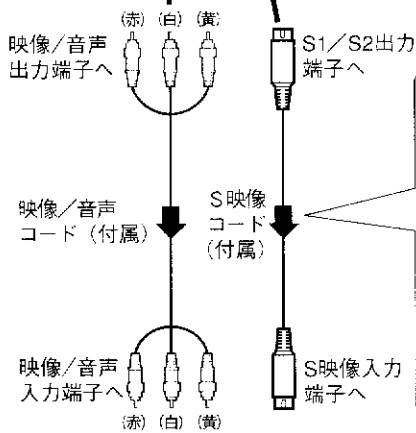 (赤) (白) (黄)
映像/音声
出力端子へ
S1/S2出力
端子へ
映像/音声
コード(付属)
S映像
コード
(付属)
映像/音声
入力端子へ
(赤) (白) (黄)
S映像入力
端子へ